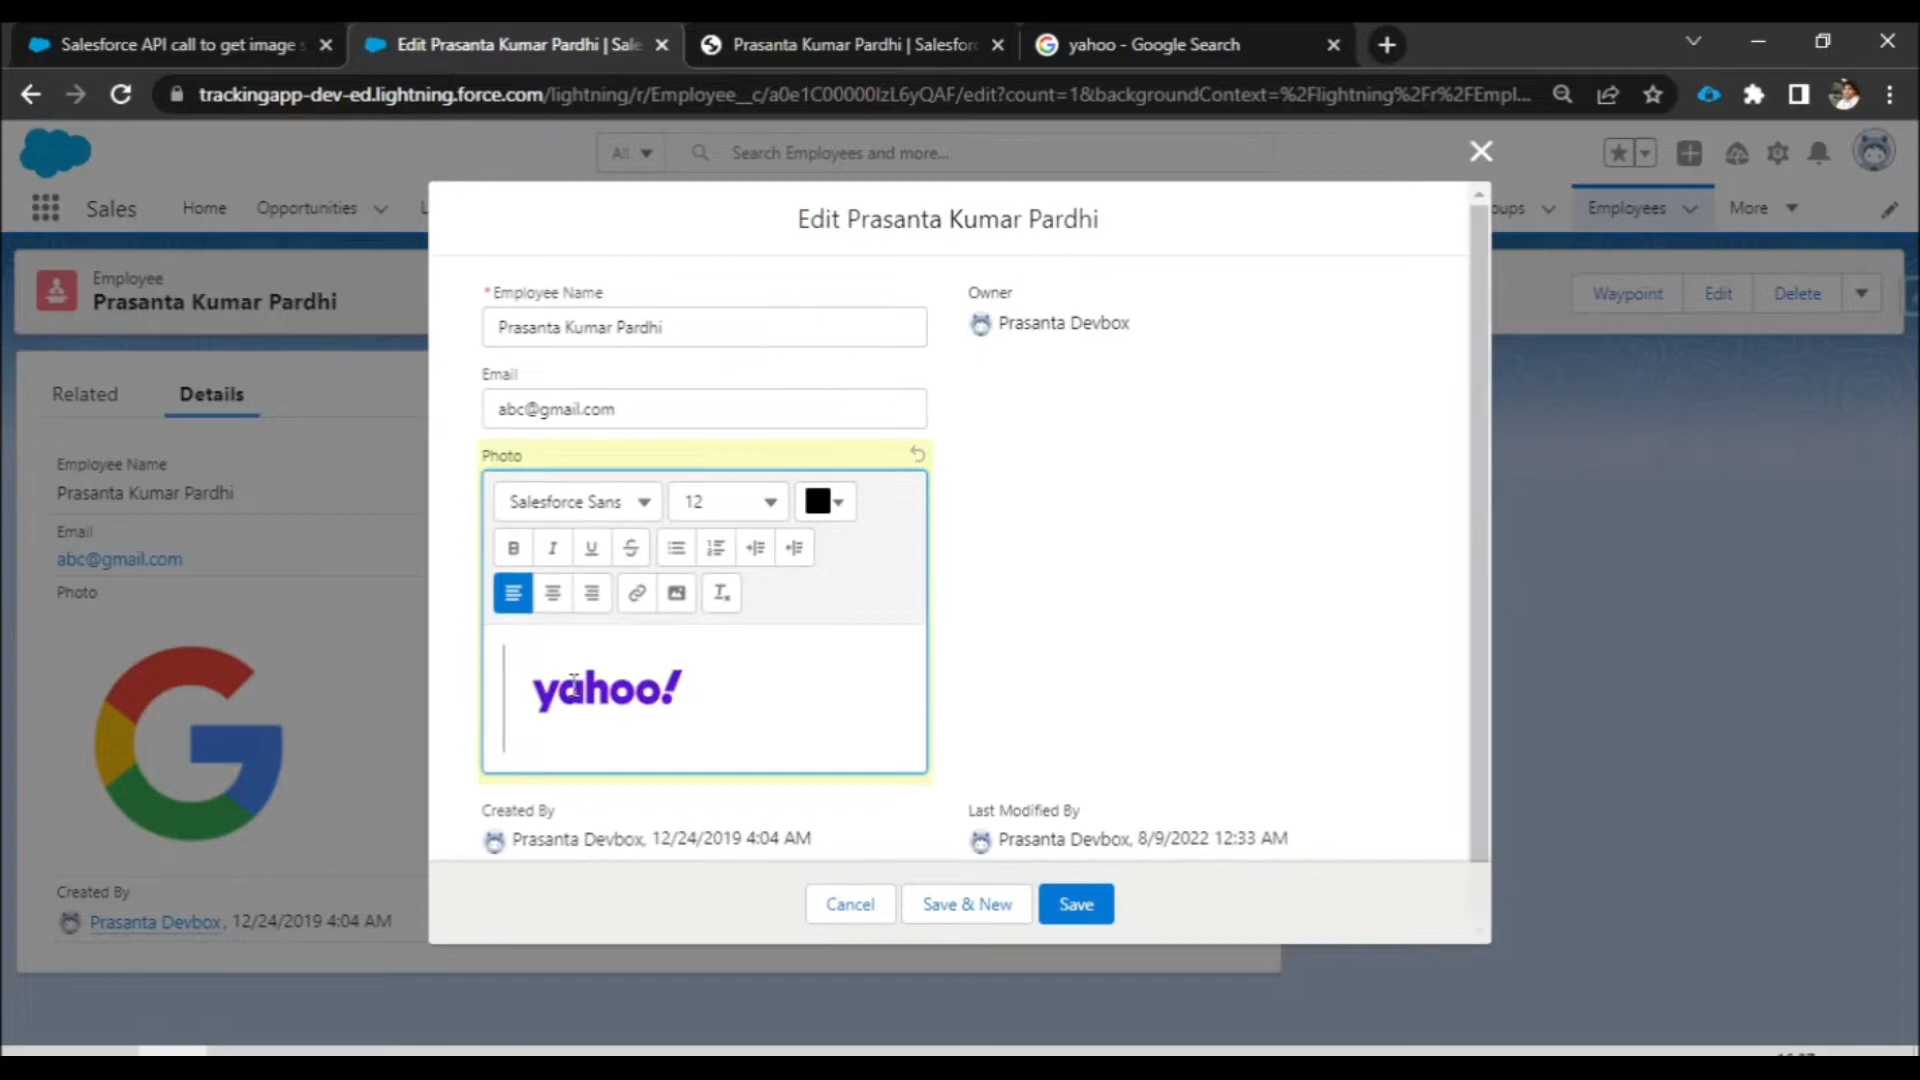 Salesforce API call to get image
Edit Prasanta Kumar Pardhi | Sale
Prasanta Kumar Pardhi | Salesfor
yahoo - Google Search
trackingapp-dev-ed.lightning.force.com/lightning/r/Employee__c/a0e1C00000IzL6yQAF/edit?count=1&backgroundContext=%2Flightning%2Fr%2FEmpl...
All
Search Employees and more...
Sales
Home
Opportunities
L
oups
Employees
More
Employee
Prasanta Kumar Pardhi
Waypoint
Edit
Delete
Related
Details
Employee Name
Prasanta Kumar Pardhi
Email
abc@gmail.com
Photo
Created By
Prasanta Devbox, 12/24/2019 4:04 AM
Edit Prasanta Kumar Pardhi
*Employee Name
Prasanta Kumar Pardhi
Owner
Prasanta Devbox
Email
abc@gmail.com
Photo
Salesforce Sans
12
B I U S
yahoo!
Created By
Prasanta Devbox, 12/24/2019 4:04 AM
Last Modified By
Prasanta Devbox, 8/9/2022 12:33 AM
Cancel
Save & New
Save